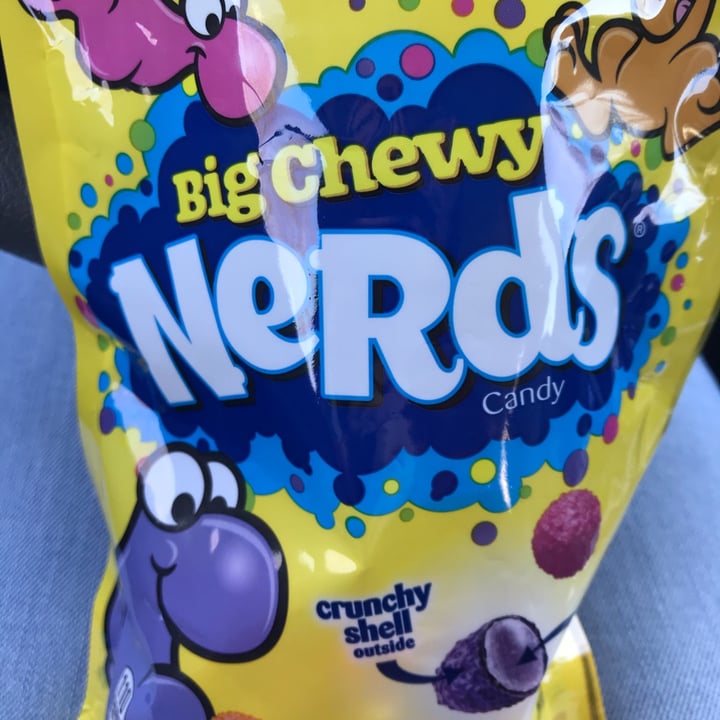 Big Chewy
NeRds®
Candy
crunchy
shell
outside